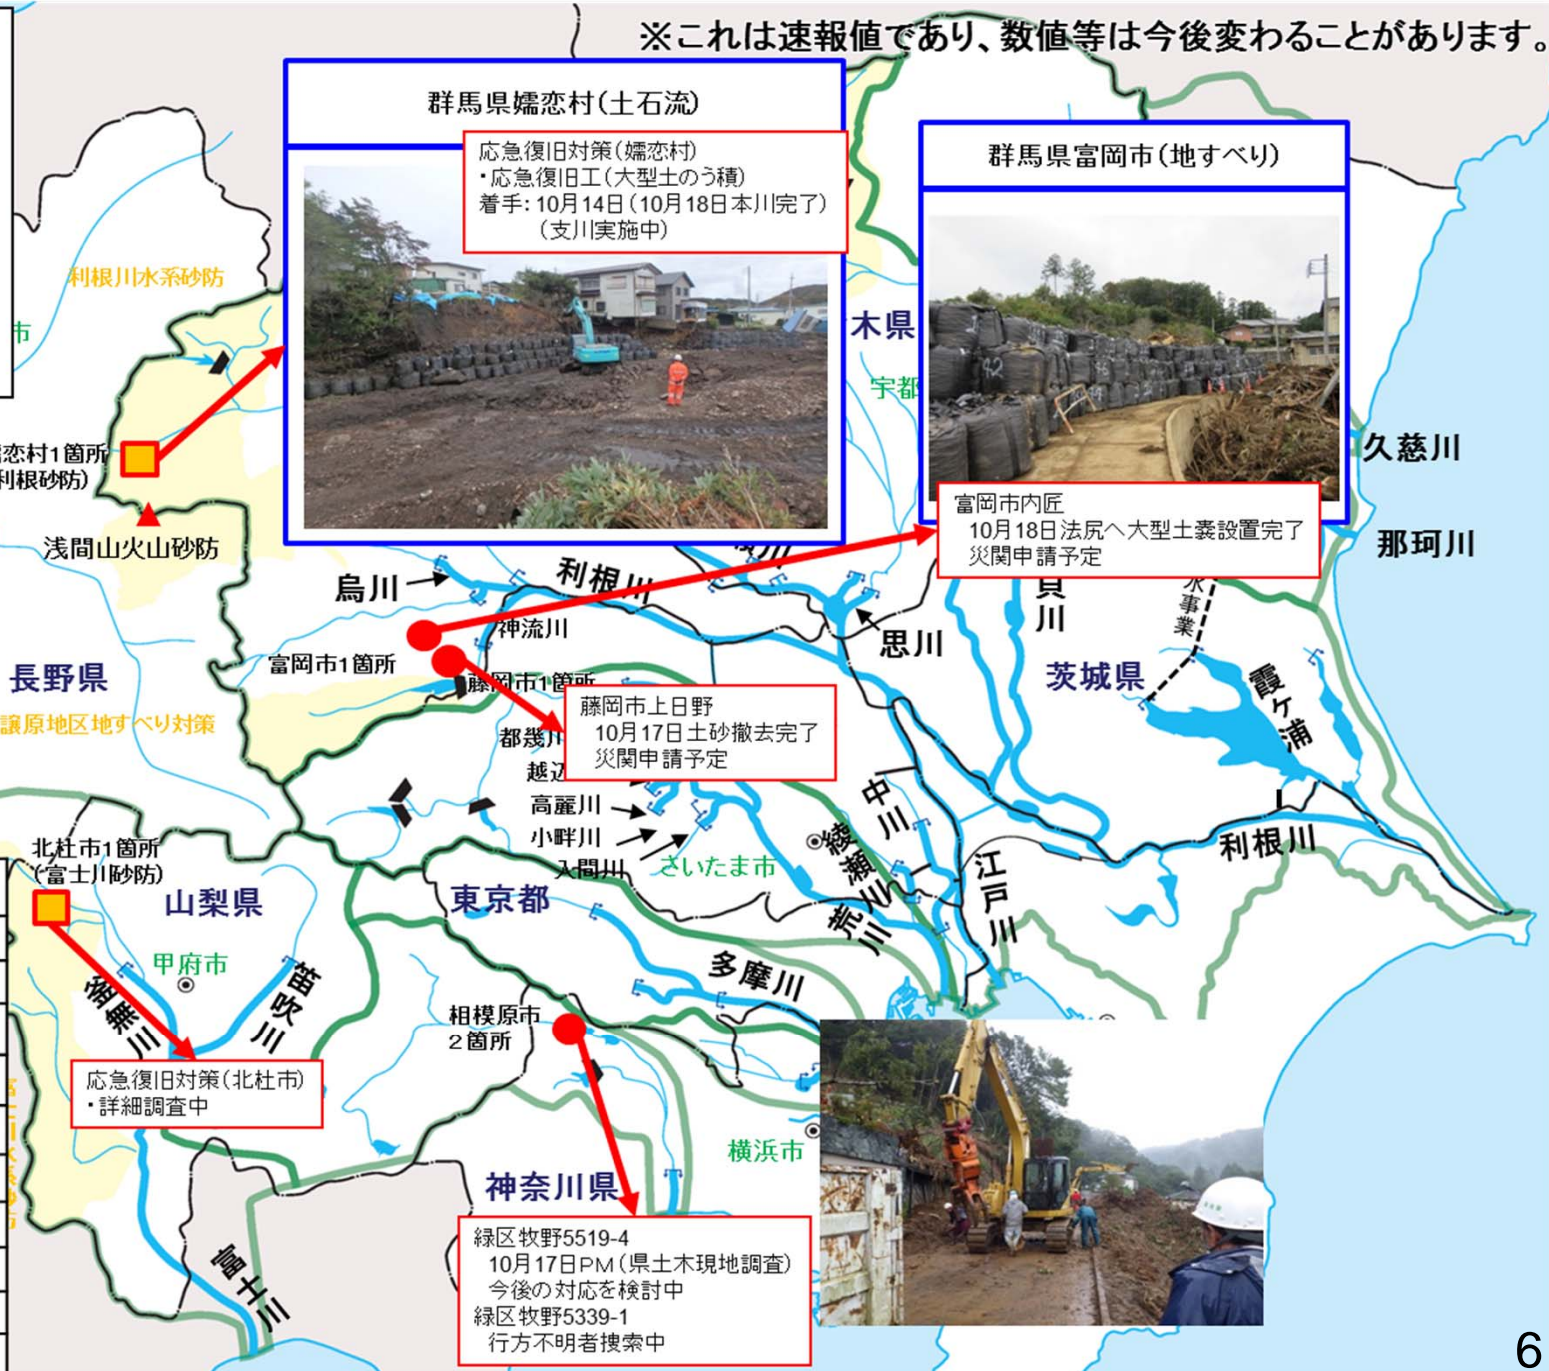 ※これは速報値であり、数値等は今後変わることがあります。
群馬県嬬恋村(土石流)
応急復旧対策(嬬恋村)
・応急復旧工(大型土のう積)
着手:10月14日(10月18日本川完了)
(支川実施中)
群馬県富岡市(地すべり)
利根川水系砂防
市
木県
宇都
恋村1箇所
利根砂防)
浅間山火山砂防
久慈川
那珂川
富岡市内匠
10月18日法尻へ大型土嚢設置完了
災関申請予定
烏川
利根川
神流川
思川
貝川
水事業
富岡市1箇所
藤岡市1箇所
長野県
茨城県
霞ヶ浦
譲原地区地すべり対策
藤岡市上日野
10月17日土砂撤去完了
災関申請予定
都幾川
越辺
高麗川
小畔川
入間川
さいたま市
中川
綾瀬川
荒川
江戸川
利根川
北杜市1箇所
(富士川砂防)
山梨県
東京都
甲府市
釜無川
笛吹川
多摩川
相模原市
2箇所
応急復旧対策(北杜市)
・詳細調査中
横浜市
神奈川県
富士川
緑区牧野5519-4
10月17日PM(県土木現地調査)
今後の対応を検討中
緑区牧野5339-1
行方不明者捜索中
6